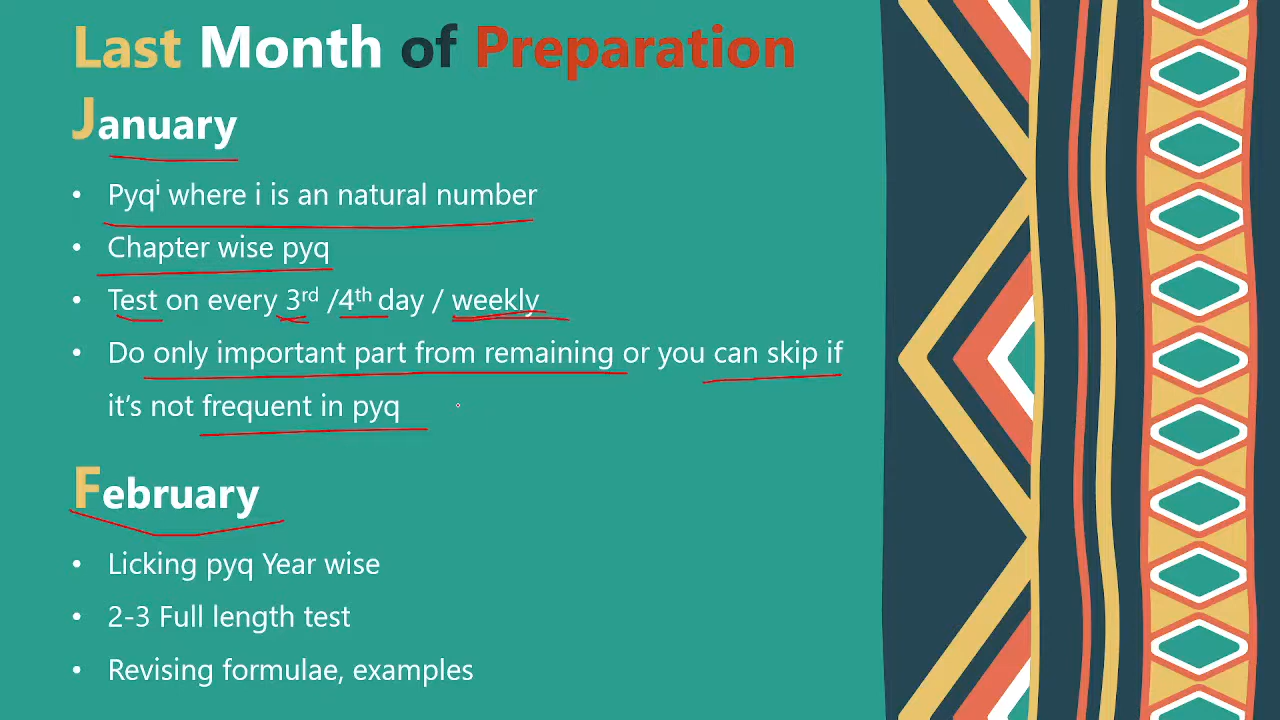 Last Month of Preparation
January
• Pyqⁱ where i is an natural number
• Chapter wise pyq
• Test on every 3rd /4th day / weekly
• Do only important part from remaining or you can skip if
it's not frequent in pyq
February
• Licking pyq Year wise
• 2-3 Full length test
• Revising formulae, examples